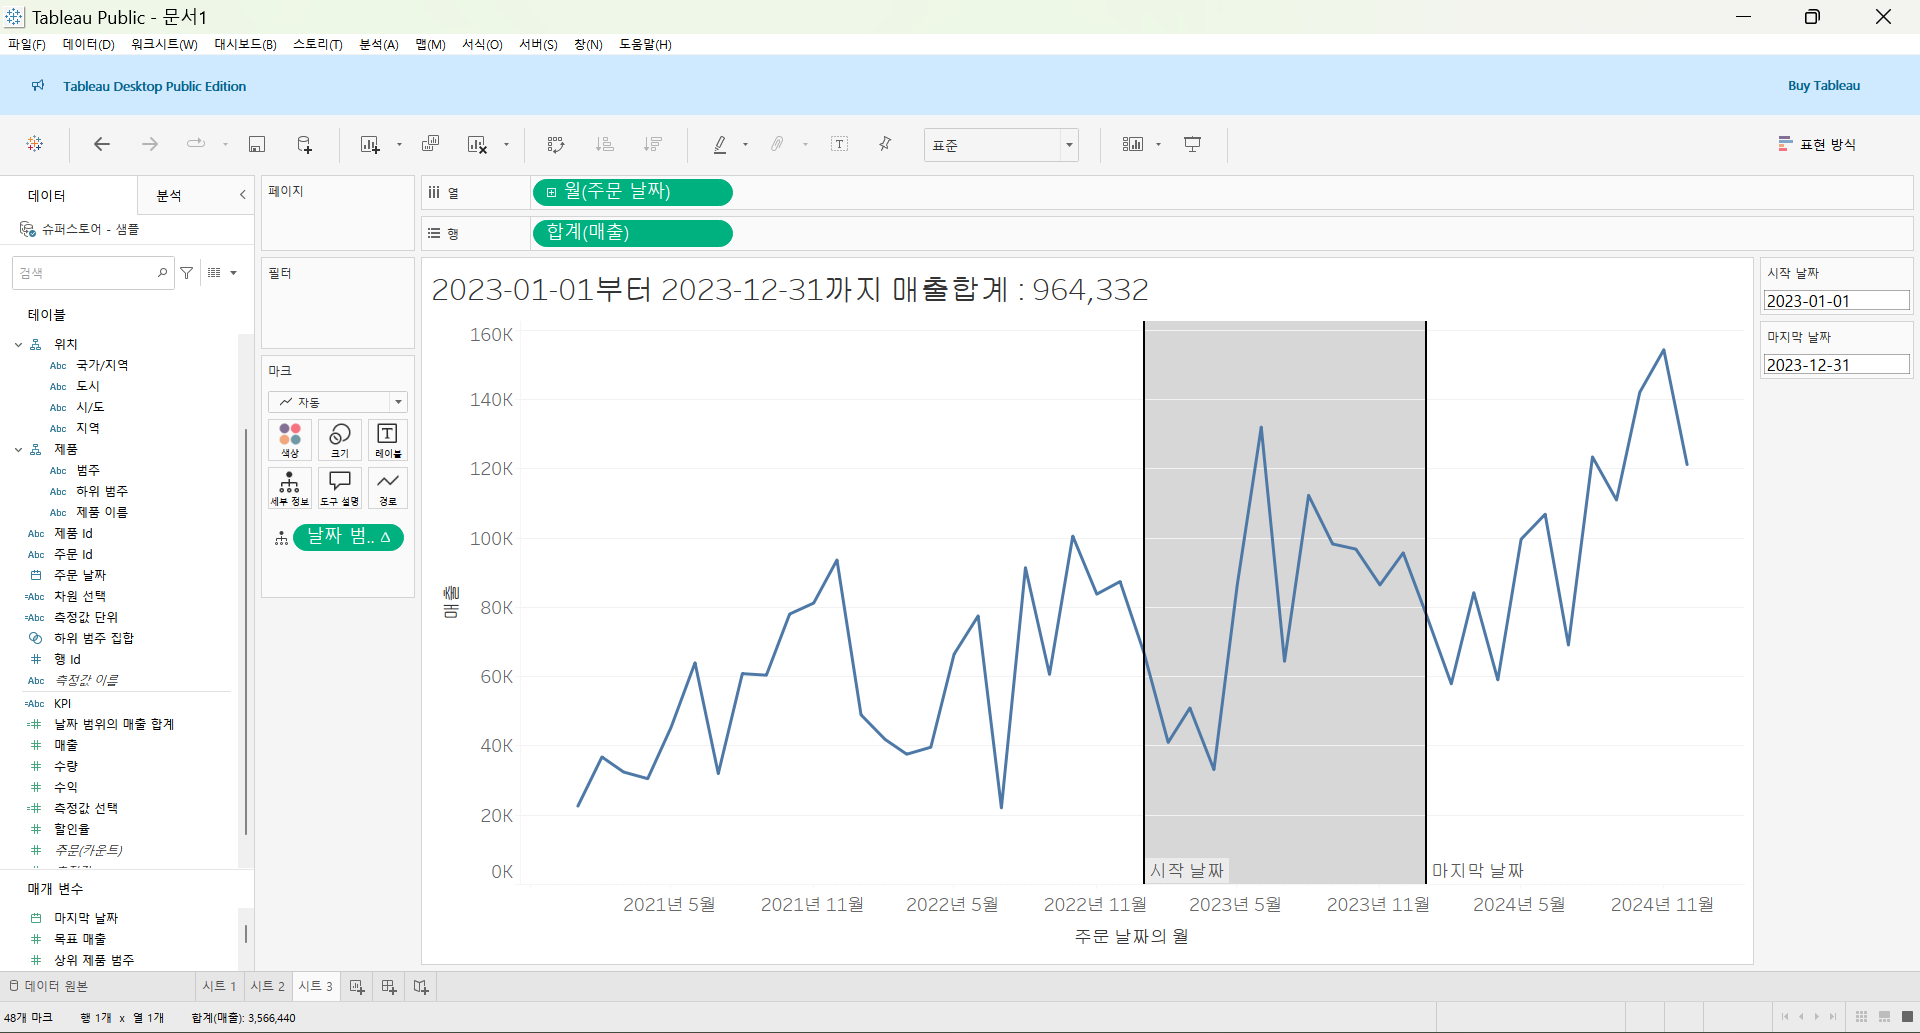 Tableau Public - 문서1
파일(F) 데이터(D) 워크시트(W) 대시보드(B) 스토리(T) 분석(A) 맵(M) 서식(O) 서버(S) 창(N) 도움말(H)
Tableau Desktop Public Edition
Buy Tableau
표준
표현 방식
데이터
분석
슈퍼스토어 - 샘플
검색
테이블
위치
Abc 국가/지역
Abc 도시
Abc 시/도
Abc 지역
제품
Abc 범주
Abc 하위 범주
Abc 제품 이름
Abc 제품 Id
Abc 주문 Id
주문 날짜
=Abc 차원 선택
=Abc 측정값 단위
하위 범주 집합
# 행 Id
Abc 측정값 이름
=Abc KPI
=# 날짜 범위의 매출 합계
# 매출
# 수량
# 수익
=# 측정값 선택
# 할인율
# 주문(카운트)
매개 변수
마지막 날짜
# 목표 매출
# 상위 제품 범주
페이지
필터
마크
자동
색상
크기
레이블
세부 정보
도구 설명
경로
날짜 범.. Δ
열
월(주문 날짜)
행
합계(매출)
2023-01-01부터 2023-12-31까지 매출합계 : 964,332
160K
140K
120K
100K
80K
60K
40K
20K
0K
매출
시작 날짜
마지막 날짜
2021년 5월
2021년 11월
2022년 5월
2022년 11월
2023년 5월
2023년 11월
2024년 5월
2024년 11월
주문 날짜의 월
시작 날짜
2023-01-01
마지막 날짜
2023-12-31
데이터 원본
시트 1
시트 2
시트 3
48개 마크
행 1개 x 열 1개
합계(매출): 3,566,440